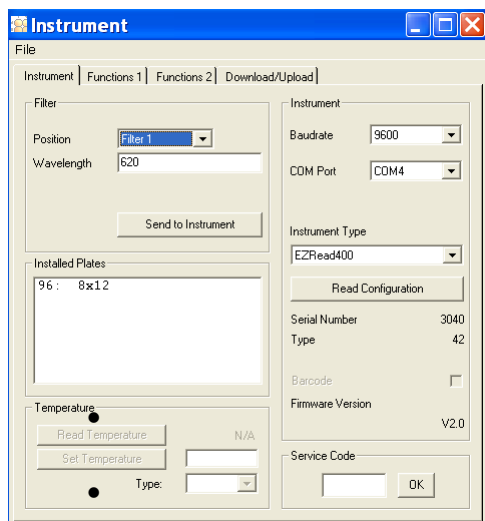 Instrument
File
Instrument Functions 1 Functions 2 Download/Upload
Filter
Position Filter 1
Wavelength 620
Send to Instrument
Installed Plates
96: 8x12
Temperature
Read Temperature N/A
Set Temperature
Type:
Instrument
Baudrate 9600
COM Port COM4
Instrument Type
EZRead400
Read Configuration
Serial Number 3040
Type 42
Barcode
Firmware Version
V2.0
Service Code
OK